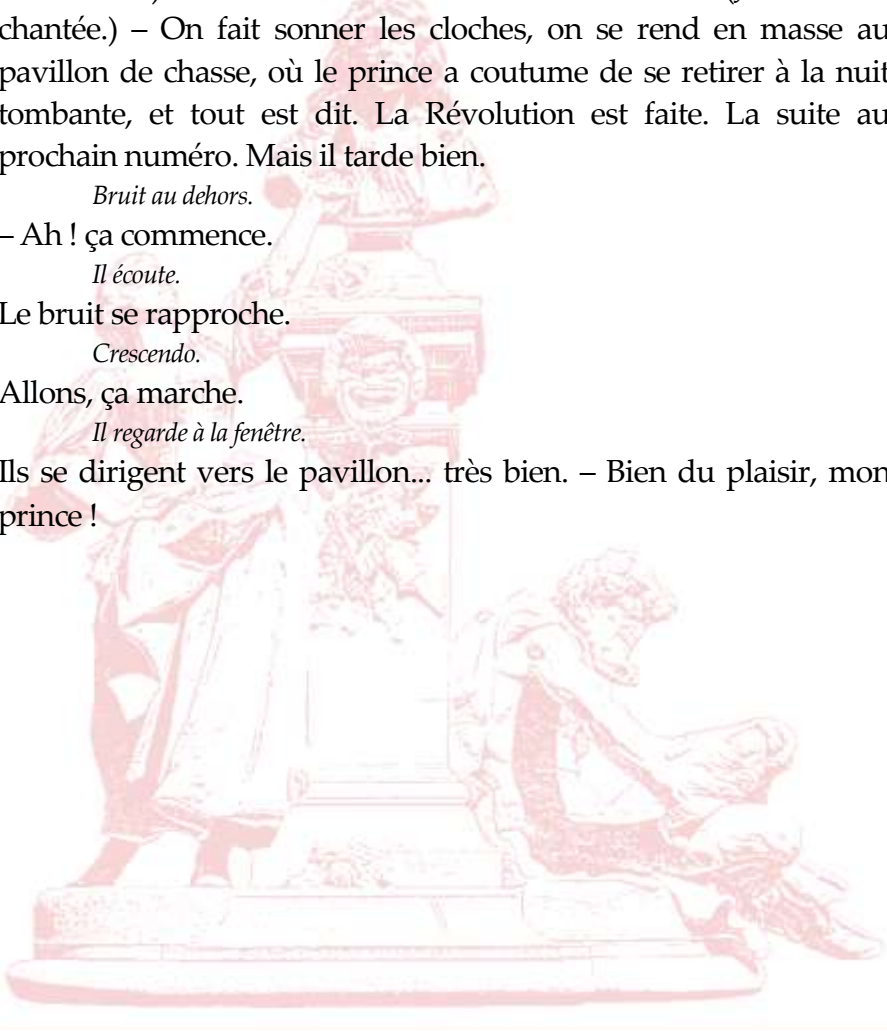 chantée.) – On fait sonner les cloches, on se rend en masse au
pavillon de chasse, où le prince a coutume de se retirer à la nuit
tombante, et tout est dit. La Révolution est faite. La suite au
prochain numéro. Mais il tarde bien.
Bruit au dehors.
– Ah ! ça commence.
Il écoute.
Le bruit se rapproche.
Crescendo.
Allons, ça marche.
Il regarde à la fenêtre.
Ils se dirigent vers le pavillon... très bien. – Bien du plaisir, mon
prince !